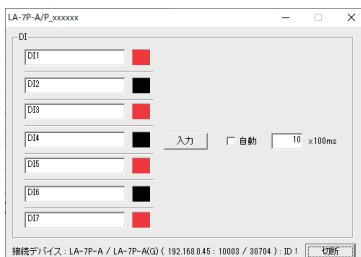 LA-7P-A/P_xxxxxx
DI
DI1
DI2
DI3
DI4
入力
自動
10
x100ms
DI5
DI6
DI7
接続デバイス : LA-7P-A / LA-7P-A(G) ( 192.168.0.45 : 10003 / 30704 ) : ID !
切断